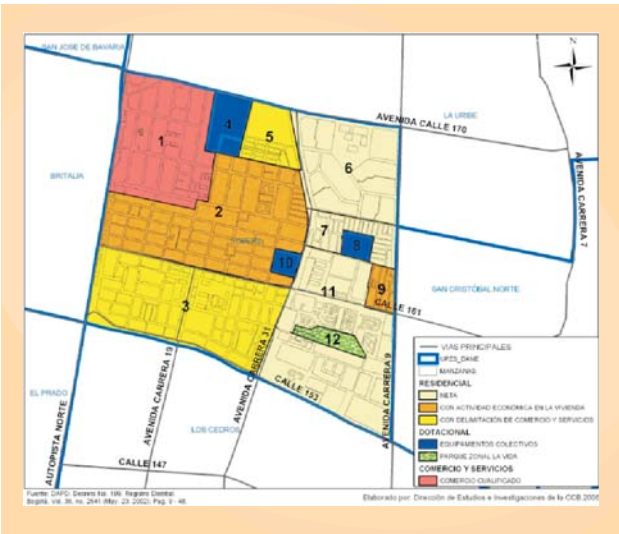 SAN JOSE DE BAVARIA
N
AVENIDA CALLE 170
LA URIBE
4
5
1
6
BRITALIA
AVENIDA CARRERA 7
2
7
8
10
9
SAN CRISTÓBAL NORTE
3
11
CALLE 161
12
AVENIDA CARRERA 19
AVENIDA CARRERA 31
AVENIDA CARRERA 9
EL PRADO
AUTOPISTA NORTE
CALLE 153
LOS CEDROS
CALLE 147
VIAS PRINCIPALES
UPZS_DANE
MANZANAS
RESIDENCIAL
NETA
CON ACTIVIDAD ECONÓMICA EN LA VIVIENDA
CON DELIMITACIÓN DE COMERCIO Y SERVICIOS
DOTACIONAL
EQUIPAMENTOS COLECTIVOS
PARQUE ZONAL LA VIDA
COMERCIO Y SERVICIOS
COMERCIO CUALIFICADO
Fuente: DAPD. Decreto No. 199. Registro Distrital.
Bogotá. Vol. 36, no. 2641 (May. 23, 2002); Pag. 9 - 48.
Elaborado por: Dirección de Estudios e Investigaciones de la CCB 2006